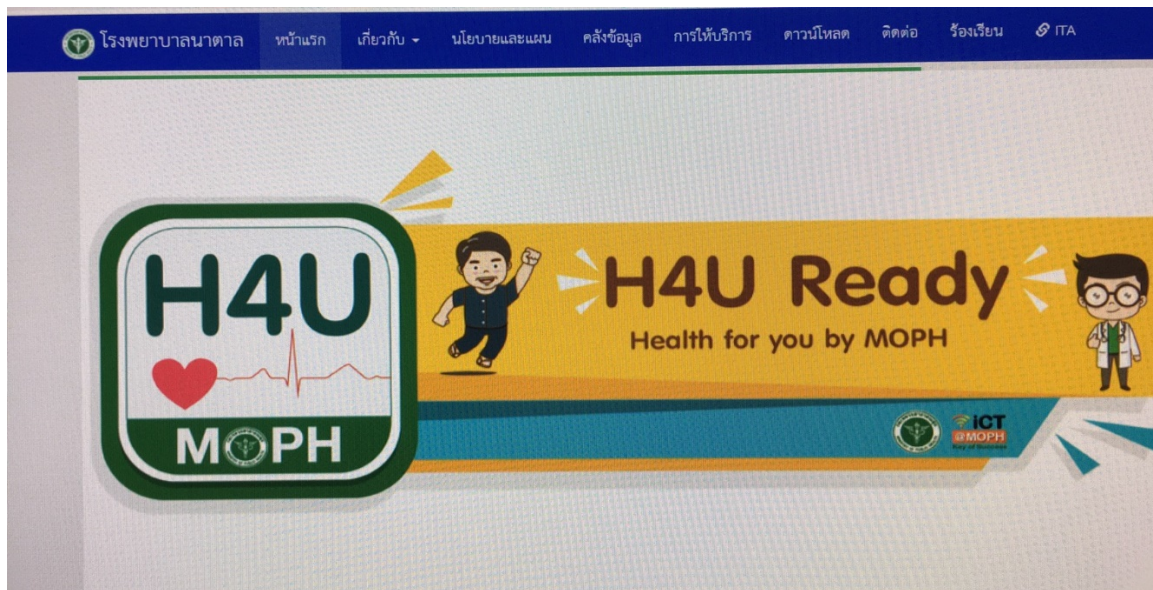 โรงพยาบาลนาตาล หน้าแรก เกี่ยวกับ นโยบายและแผน คลังข้อมูล การให้บริการ ดาวน์โหลด ติดต่อ ร้องเรียน ITA
H4U
MOPH
H4U Ready
Health for you by MOPH
iCT
@MOPH